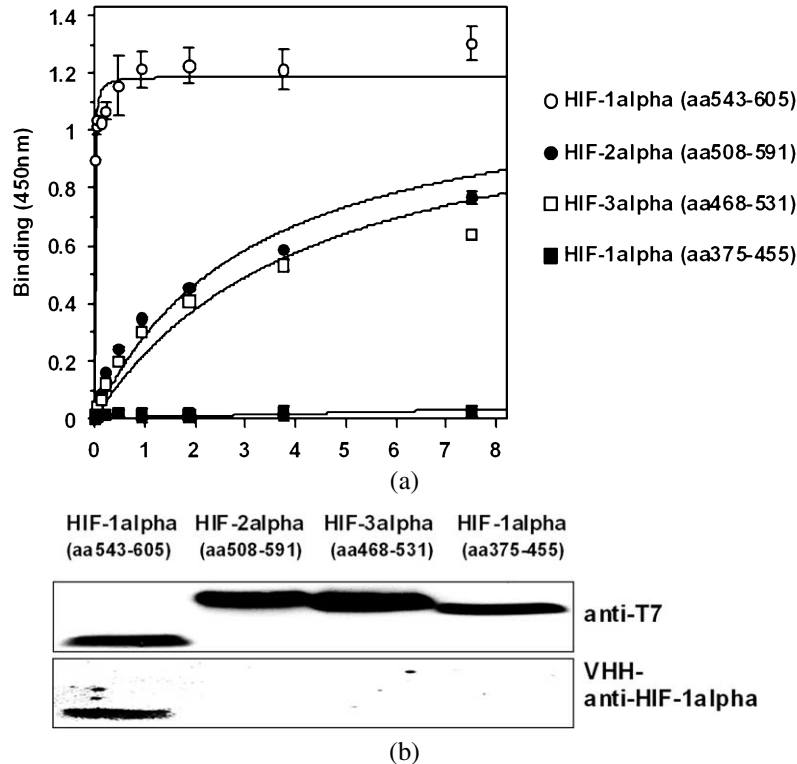 1.4
1.2
1
0.8
0.6
0.4
0.2
0
Binding (450nm)
0 1 2 3 4 5 6 7 8
HIF-1alpha (aa543-605)
HIF-2alpha (aa508-591)
HIF-3alpha (aa468-531)
HIF-1alpha (aa375-455)
(a)
HIF-1alpha HIF-2alpha HIF-3alpha HIF-1alpha
(aa543-605) (aa508-591) (aa468-531) (aa375-455)
anti-T7
VHH-
anti-HIF-1alpha
(b)